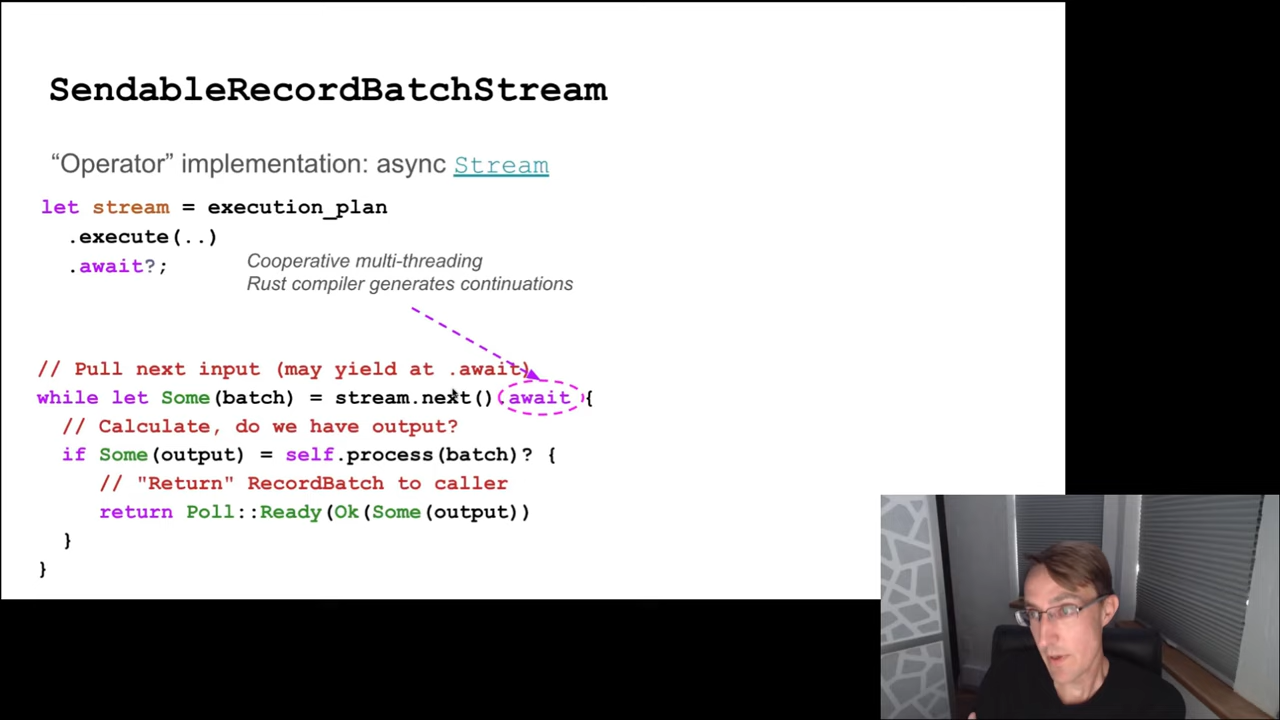 SendableRecordBatchStream
“Operator” implementation: async Stream
let stream = execution_plan
.execute(..)
.await?;
Cooperative multi-threading
Rust compiler generates continuations
// Pull next input (may yield at .await)
while let Some(batch) = stream.next().await {
// Calculate, do we have output?
if Some(output) = self.process(batch)? {
// "Return" RecordBatch to caller
return Poll::Ready(Ok(Some(output))
}
}